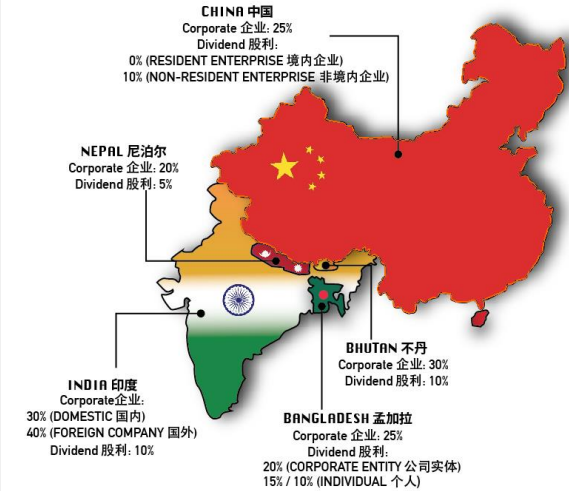 CHINA 中国
Corporate 企业: 25%
Dividend 股利:
0% (RESIDENT ENTERPRISE 境内企业)
10% (NON-RESIDENT ENTERPRISE 非境内企业)
NEPAL 尼泊尔
Corporate 企业: 20%
Dividend 股利: 5%
BHUTAN 不丹
Corporate 企业: 30%
Dividend 股利: 10%
INDIA 印度
Corporate企业:
30% (DOMESTIC 国内)
40% (FOREIGN COMPANY 国外)
Dividend 股利: 10%
BANGLADESH 孟加拉
Corporate 企业: 25%
Dividend 股利:
20% (CORPORATE ENTITY 公司实体)
15% / 10% (INDIVIDUAL 个人)